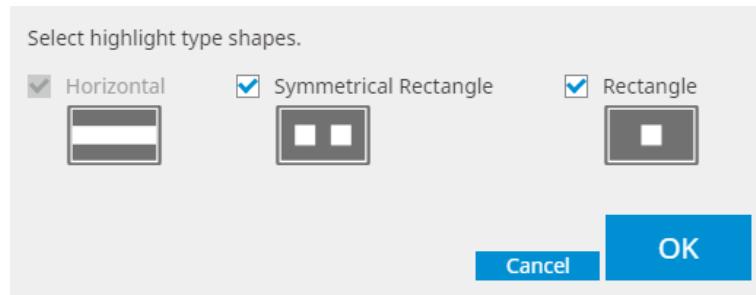 Select highlight type shapes.
Horizontal Symmetrical Rectangle Rectangle
Cancel OK